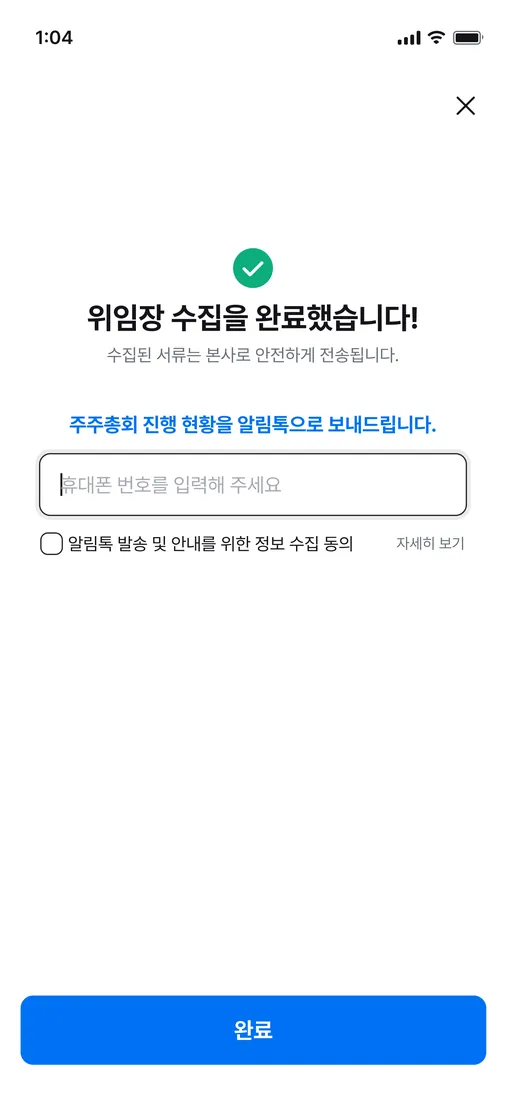 1:04
위임장 수집을 완료했습니다!
수집된 서류는 본사로 안전하게 전송됩니다.
주주총회 진행 현황을 알림톡으로 보내드립니다.
휴대폰 번호를 입력해 주세요
알림톡 발송 및 안내를 위한 정보 수집 동의 자세히 보기
완료